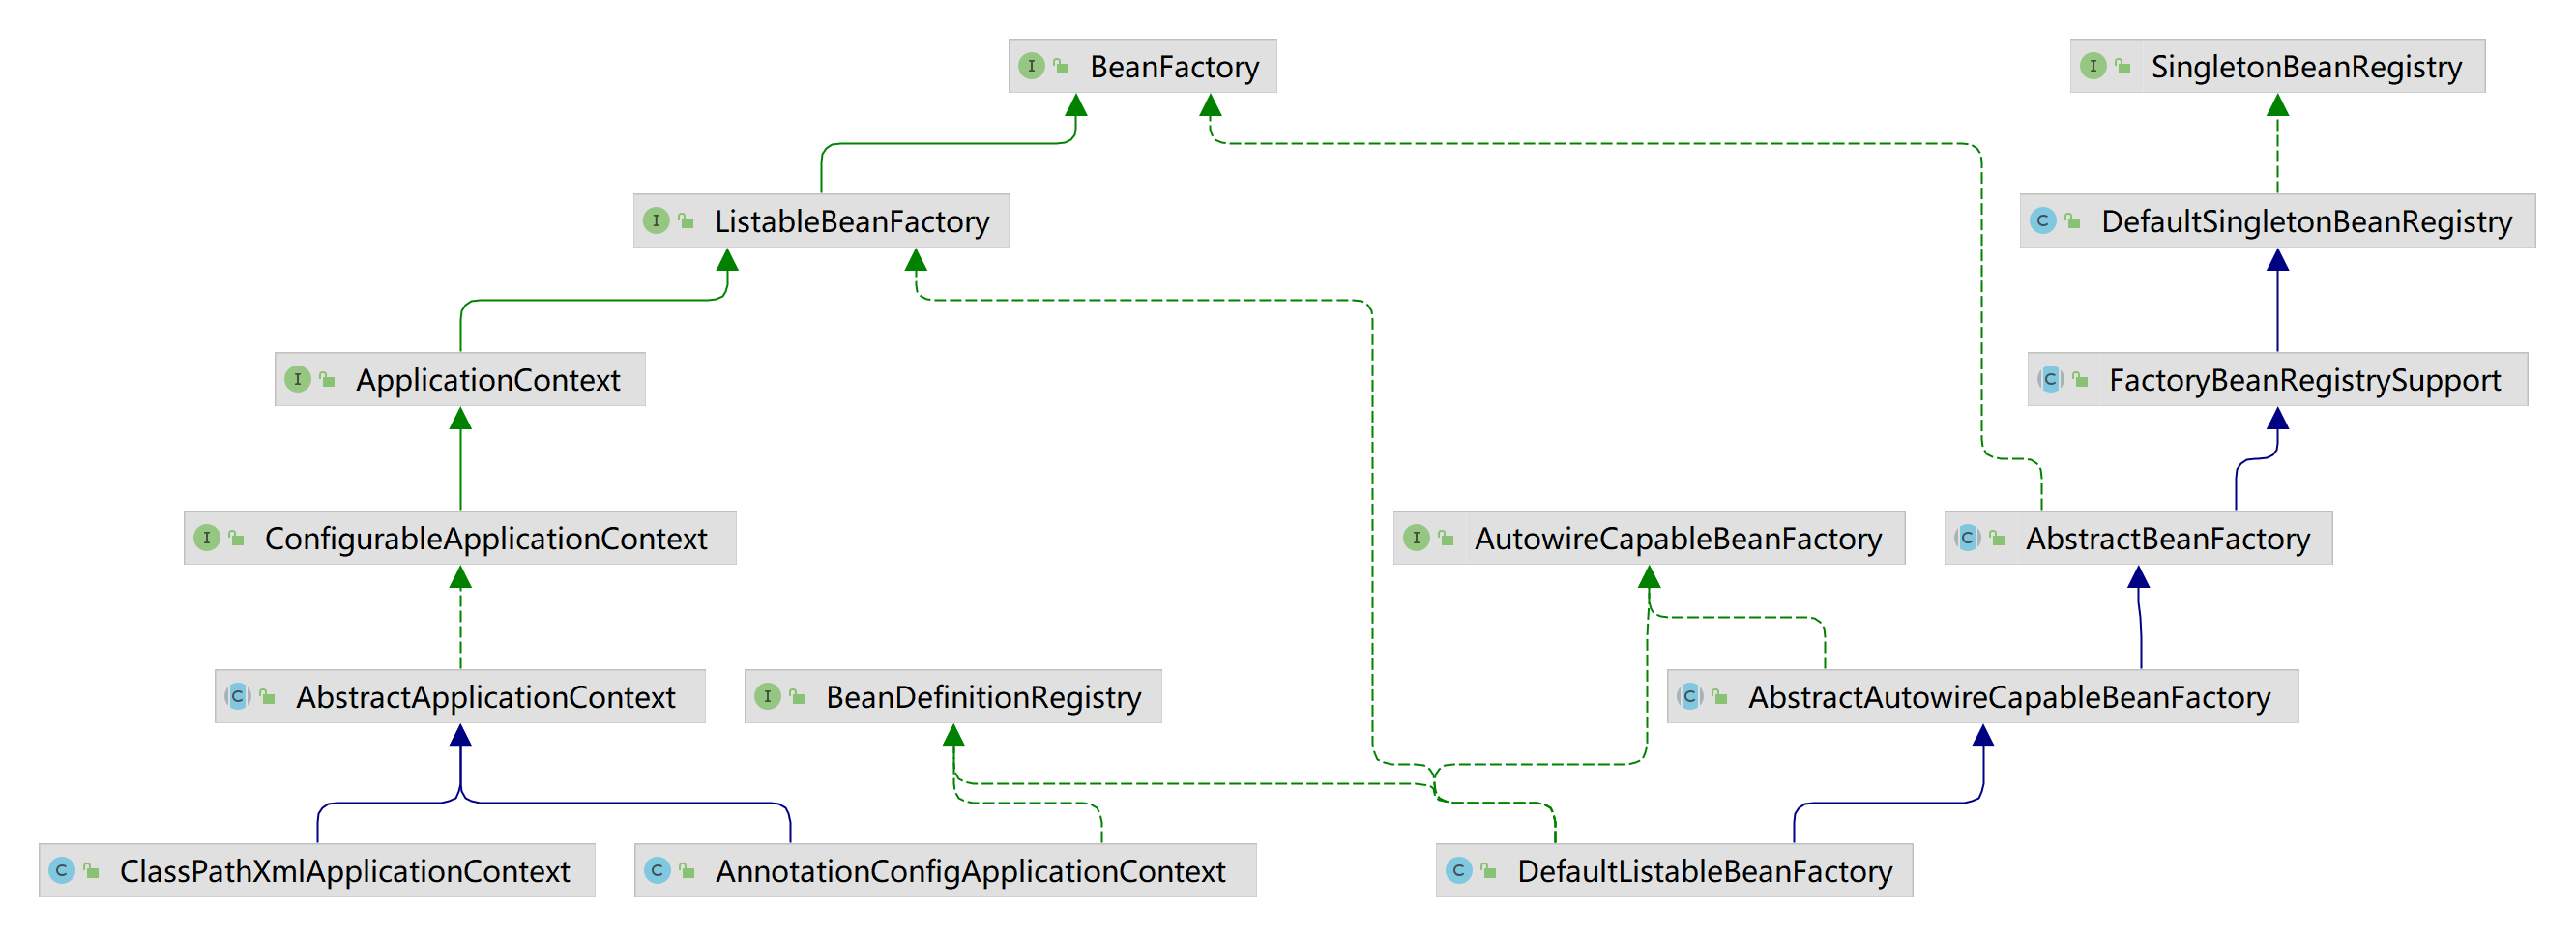 I BeanFactory
I SingletonBeanRegistry
I ListableBeanFactory
C DefaultSingletonBeanRegistry
I ApplicationContext
C FactoryBeanRegistrySupport
I ConfigurableApplicationContext
I AutowireCapableBeanFactory
C AbstractBeanFactory
C AbstractApplicationContext
I BeanDefinitionRegistry
C AbstractAutowireCapableBeanFactory
C ClassPathXmlApplicationContext
C AnnotationConfigApplicationContext
C DefaultListableBeanFactory